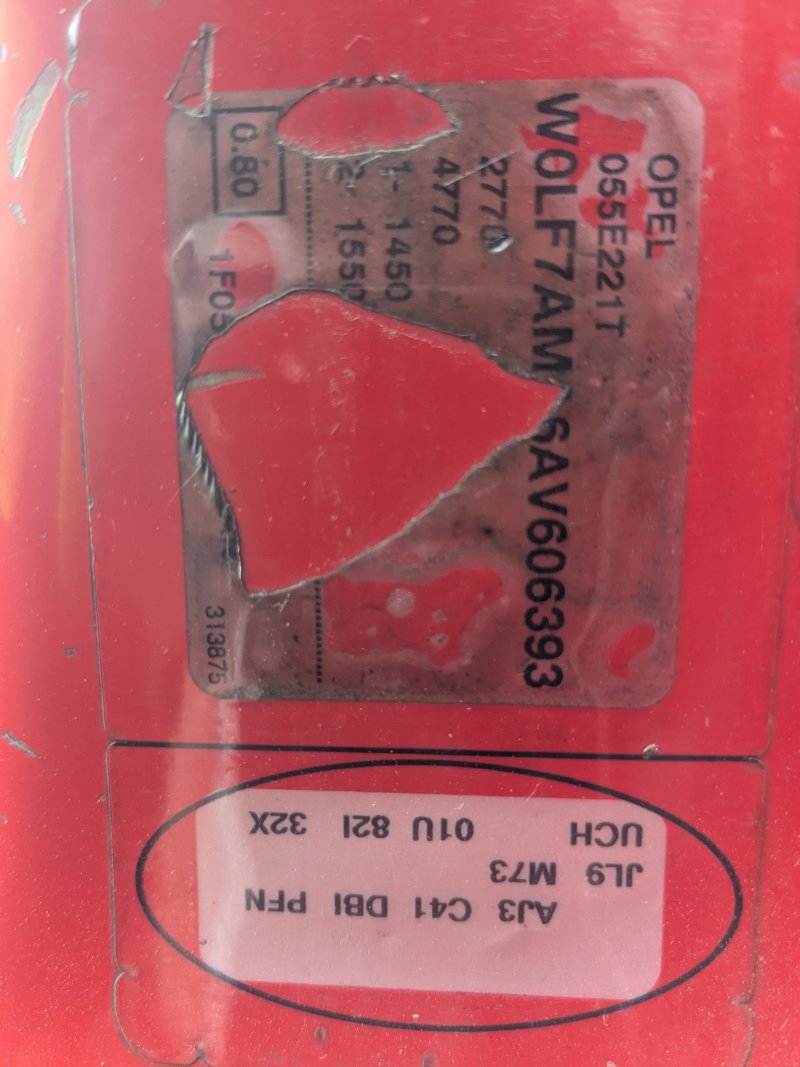 OPEL
055E221T
W0LF7AM 6AV606393
2770
4770
1- 1450
2- 1550
0.80
1F05
313875
AJ3 C41 DBI PFN
JL9 M73
UCH 01U 82I 32X